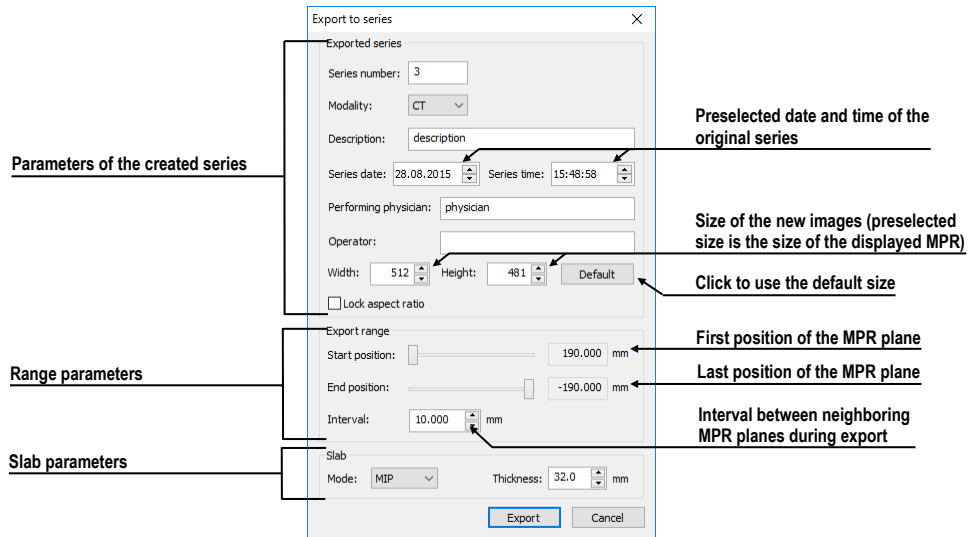 Export to series
Exported series
Series number: 3
Modality: CT
Description: description
Series date: 28.08.2015 Series time: 15:48:58
Performing physician: physician
Operator:
Width: 512 Height: 481 Default
Lock aspect ratio
Export range
Start position: 190.000 mm
End position: -190.000 mm
Interval: 10.000 mm
Slab
Mode: MIP Thickness: 32.0 mm
Export Cancel
Parameters of the created series
Range parameters
Slab parameters
Preselected date and time of the
original series
Size of the new images (preselected
size is the size of the displayed MPR)
Click to use the default size
First position of the MPR plane
Last position of the MPR plane
Interval between neighboring
MPR planes during export